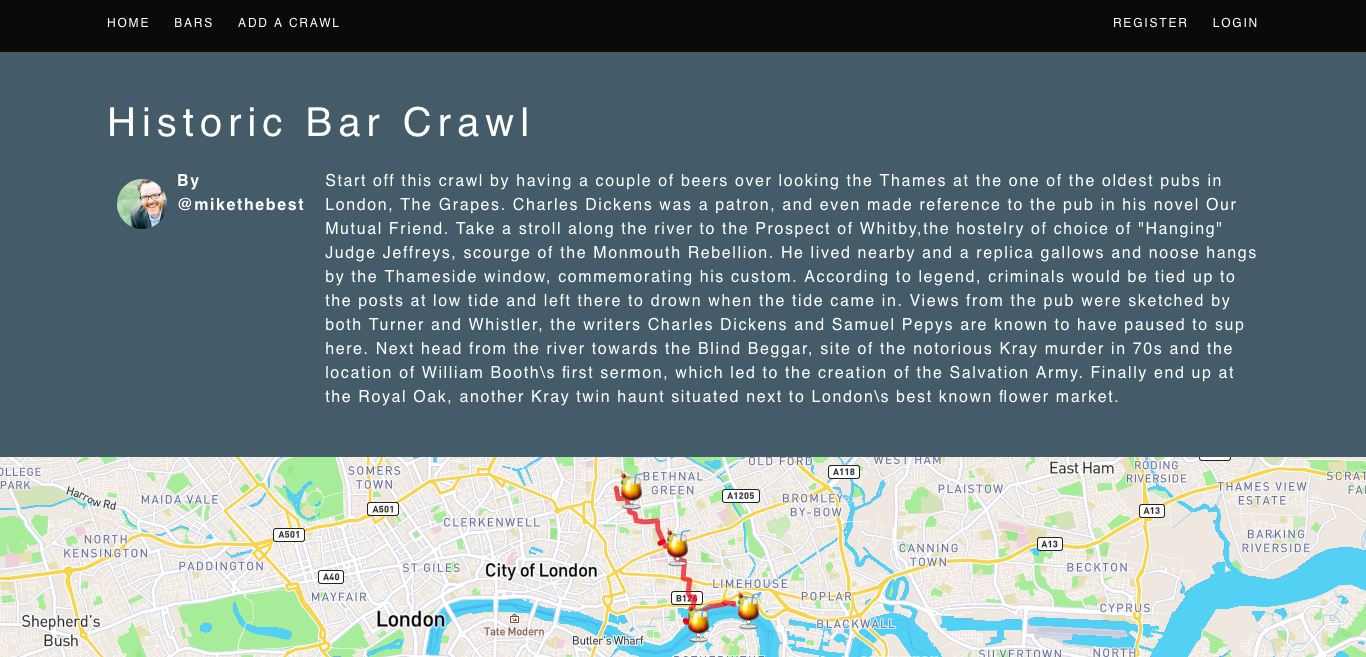 HOME BARS ADD A CRAWL REGISTER LOGIN
Historic Bar Crawl
By
@mikethebest
Start off this crawl by having a couple of beers over looking the Thames at the one of the oldest pubs in
London, The Grapes. Charles Dickens was a patron, and even made reference to the pub in his novel Our
Mutual Friend. Take a stroll along the river to the Prospect of Whitby,the hostelry of choice of "Hanging"
Judge Jeffreys, scourge of the Monmouth Rebellion. He lived nearby and a replica gallows and noose hangs
by the Thameside window, commemorating his custom. According to legend, criminals would be tied up to
the posts at low tide and left there to drown when the tide came in. Views from the pub were sketched by
both Turner and Whistler, the writers Charles Dickens and Samuel Pepys are known to have paused to sup
here. Next head from the river towards the Blind Beggar, site of the notorious Kray murder in 70s and the
location of William Booth\s first sermon, which led to the creation of the Salvation Army. Finally end up at
the Royal Oak, another Kray twin haunt situated next to London\s best known flower market.
OLD FORD
WEST HAM
East Ham
SOMERS
TOWN
BETHNAL
GREEN
A118
RODING
RIVERSIDE
PARK
Harrow Rd
MAIDA VALE
A501
A1205
BROMLEY-
BY-BOW
PLAISTOW
THAMES VIEW
ESTATE
A13
CLERKENWELL
A501
NORTH
KENSINGTON
PADDINGTON
ST GILES
City of London
CANNING
TOWN
A13
BARKING
RIVERSIDE
BECKTON
A40
MAYFAIR
LIMEHOUSE
POPLAR
CYPRUS
Shepherd's
Bush
London
Tate Modern
Butler's Wharf
BLACKWALL
SILVERTOWN
NORTH